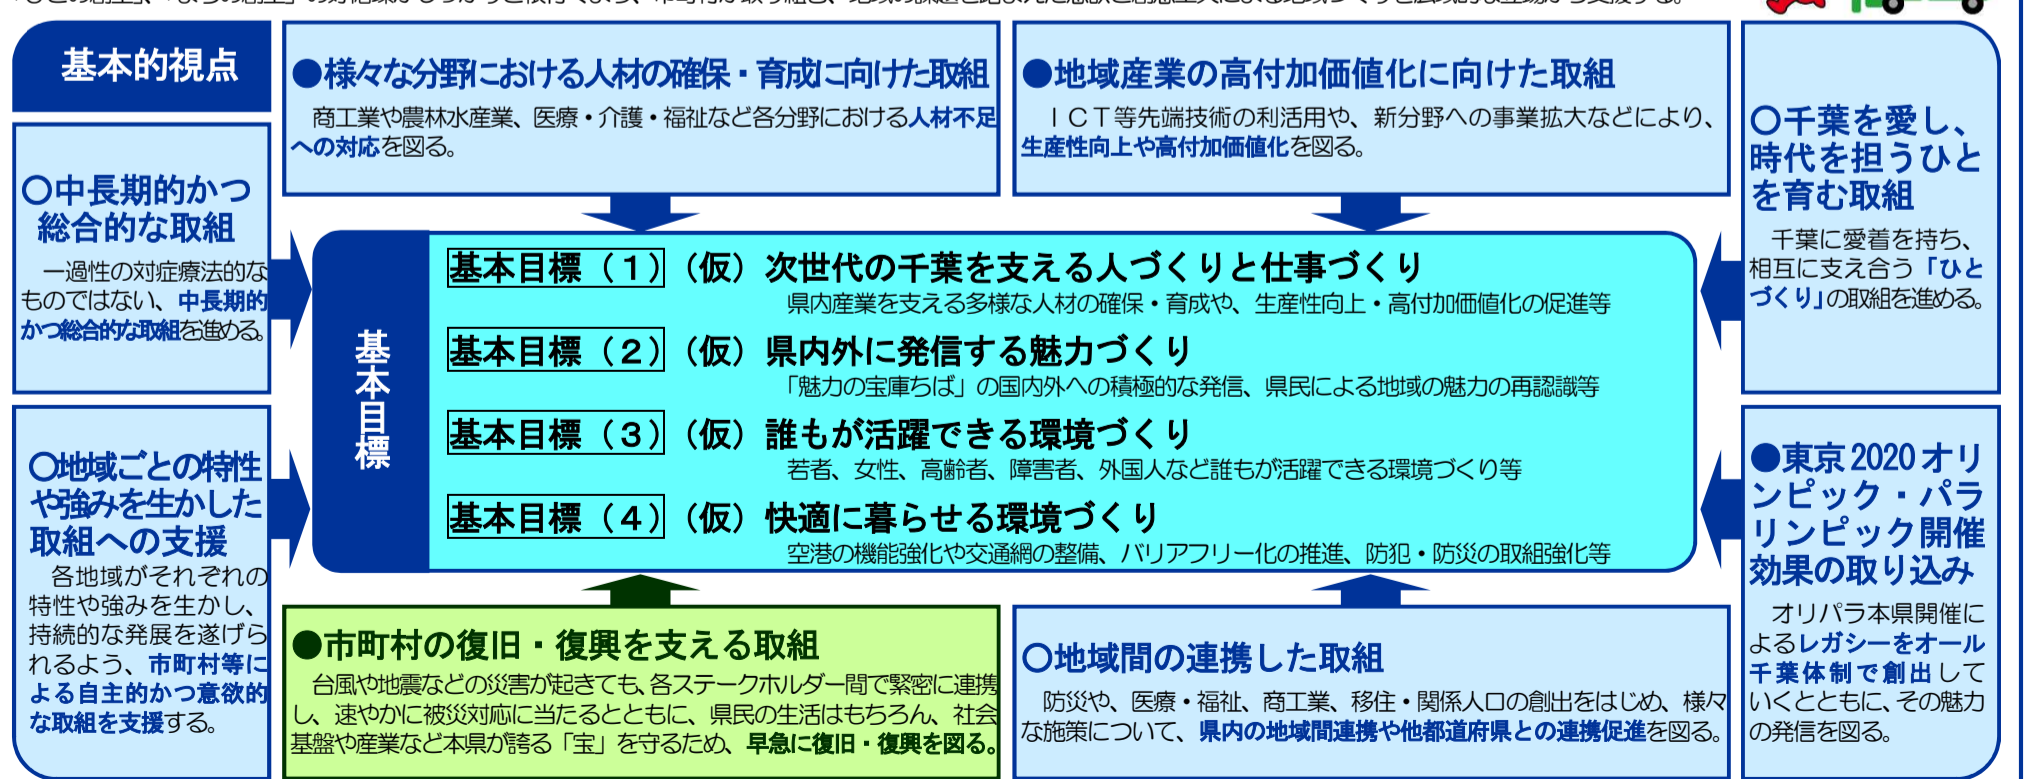 基本的視点
○中長期的かつ
総合的な取組
一過性の対症療法的な
ものではない、中長期的
かつ総合的な取組を進める。
○地域ごとの特性
や強みを生かした
取組への支援
各地域がそれぞれの
特性や強みを生かし、
持続的な発展を遂げら
れるよう、市町村等に
よる自主的かつ意欲的
な取組を支援する。
●様々な分野における人材の確保・育成に向けた取組
商工業や農林水産業、医療・介護・福祉など各分野における人材不足
への対応を図る。
●地域産業の高付加価値化に向けた取組
ＩＣＴ等先端技術の利活用や、新分野への事業拡大などにより、
生産性向上や高付加価値化を図る。
基本目標
基本目標（１）（仮）次世代の千葉を支える人づくりと仕事づくり
県内産業を支える多様な人材の確保・育成や、生産性向上・高付加価値化の促進等
基本目標（２）（仮）県内外に発信する魅力づくり
「魅力の宝庫ちば」の国内外への積極的な発信、県民による地域の魅力の再認識等
基本目標（３）（仮）誰もが活躍できる環境づくり
若者、女性、高齢者、障害者、外国人など誰もが活躍できる環境づくり等
基本目標（４）（仮）快適に暮らせる環境づくり
空港の機能強化や交通網の整備、バリアフリー化の推進、防犯・防災の取組強化等
●市町村の復旧・復興を支える取組
台風や地震などの災害が起きても、各ステークホルダー間で緊密に連携
し、速やかに被災対応に当たるとともに、県民の生活はもちろん、社会
基盤や産業など本県が誇る「宝」を守るため、早急に復旧・復興を図る。
○地域間の連携した取組
防災や、医療・福祉、商工業、移住・関係人口の創出をはじめ、様々
な施策について、県内の地域間連携や他都道府県との連携促進を図る。
○千葉を愛し、
時代を担うひと
を育む取組
千葉に愛着を持ち、
相互に支え合う「ひと
づくり」の取組を進める。
●東京2020オリ
ンピック・パラ
リンピック開催
効果の取り込み
オリパラ本県開催に
よるレガシーをオール
千葉体制で創出して
いくとともに、その魅力
の発信を図る。